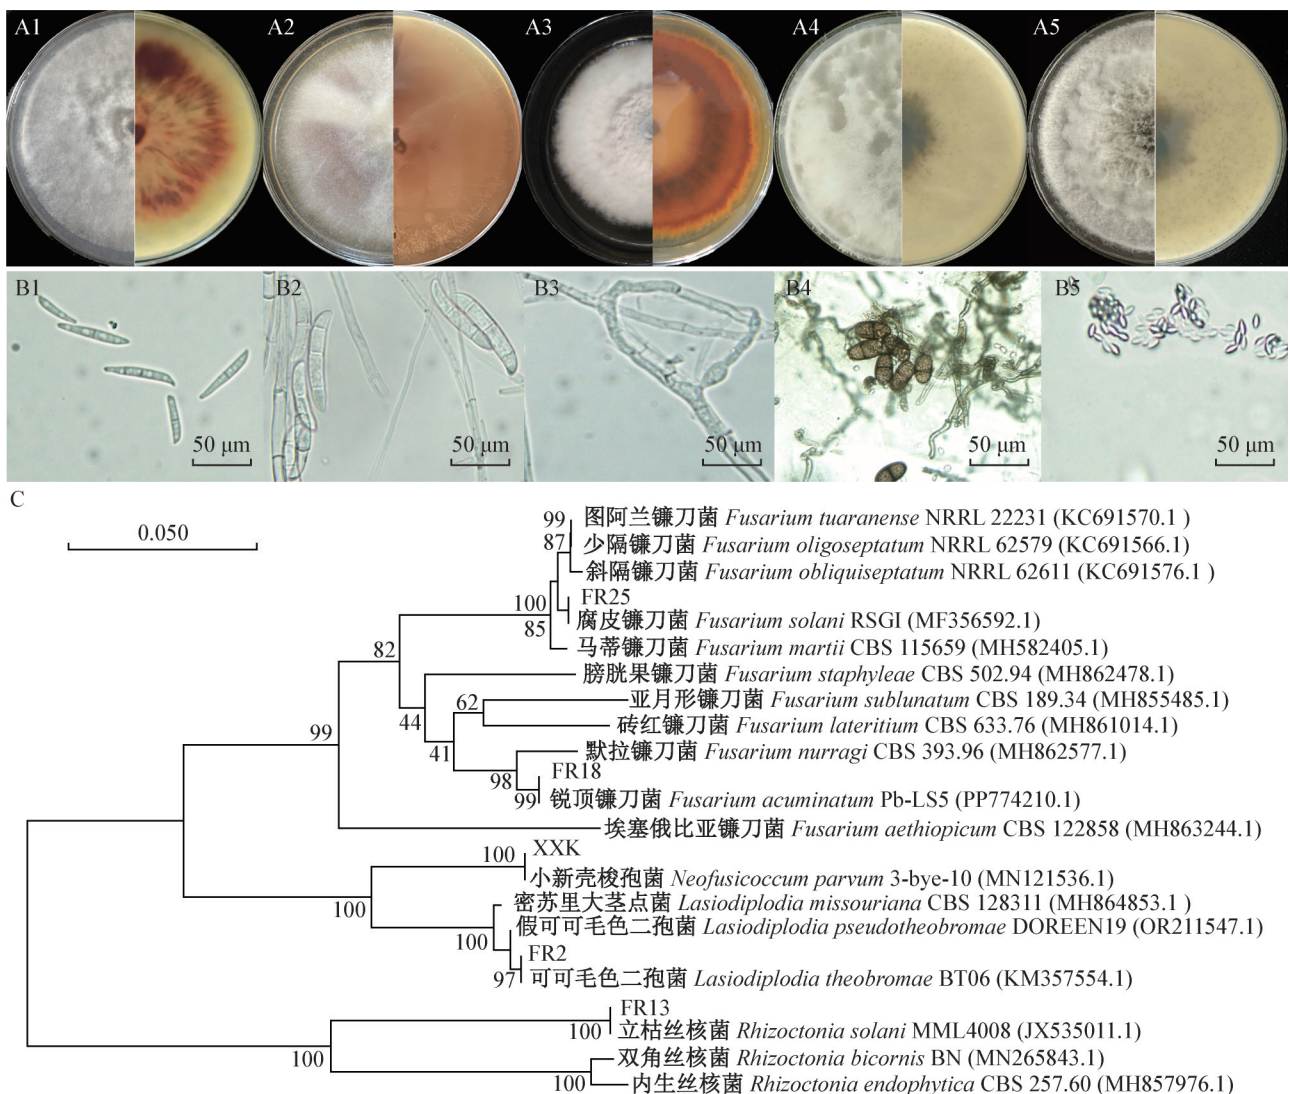 A1 A2 A3 A4 A5
B1 B2 B3 B4 B5
50 μm 50 μm 50 μm 50 μm 50 μm
C
0.050
99 图阿兰镰刀菌 Fusarium tuaranense NRRL 22231 (KC691570.1 )
87 少隔镰刀菌 Fusarium oligoseptatum NRRL 62579 (KC691566.1)
斜隔镰刀菌 Fusarium obliquiseptatum NRRL 62611 (KC691576.1 )
100 FR25
85 腐皮镰刀菌 Fusarium solani RSGI (MF356592.1)
82 马蒂镰刀菌 Fusarium martii CBS 115659 (MH582405.1)
膀胱果镰刀菌 Fusarium staphyleae CBS 502.94 (MH862478.1)
62 亚月形镰刀菌 Fusarium sublunatum CBS 189.34 (MH855485.1)
44 砖红镰刀菌 Fusarium lateritium CBS 633.76 (MH861014.1)
99 41 默拉镰刀菌 Fusarium nurragi CBS 393.96 (MH862577.1)
98 FR18
99 锐顶镰刀菌 Fusarium acuminatum Pb-LS5 (PP774210.1)
埃塞俄比亚镰刀菌 Fusarium aethiopicum CBS 122858 (MH863244.1)
100 XXK
小新壳梭孢菌 Neofusicoccum parvum 3-bye-10 (MN121536.1)
100 密苏里大茎点菌 Lasiodiplodia missouriana CBS 128311 (MH864853.1 )
假可可毛色二孢菌 Lasiodiplodia pseudotheobromae DOREEN19 (OR211547.1)
100 FR2
97 可可毛色二孢菌 Lasiodiplodia theobromae BT06 (KM357554.1)
FR13
100 立枯丝核菌 Rhizoctonia solani MML4008 (JX535011.1)
100 双角丝核菌 Rhizoctonia bicornis BN (MN265843.1)
100 内生丝核菌 Rhizoctonia endophytica CBS 257.60 (MH857976.1)